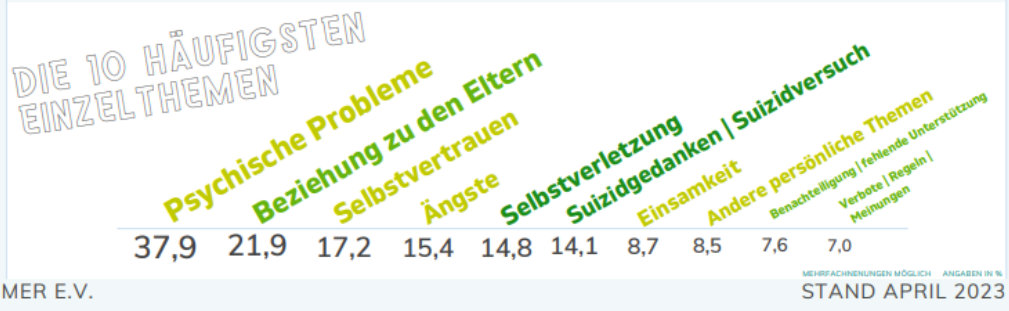 DIE 10 HÄUFIGSTEN
EINZELTHEMEN
Psychische Probleme
Beziehung zu den Eltern
Selbstvertrauen
Ängste
Selbstverletzung
Suizidgedanken | Suizidversuch
Einsamkeit
Andere persönliche Themen
Benachteiligung | fehlende Unterstützung
Verbote | Regeln |
Meinungen
37,9 21,9 17,2 15,4 14,8 14,1 8,7 8,5 7,6 7,0
MEHRFACHNENUNGEN MÖGLICH ANGABEN IN %
MER E.V. STAND APRIL 2023